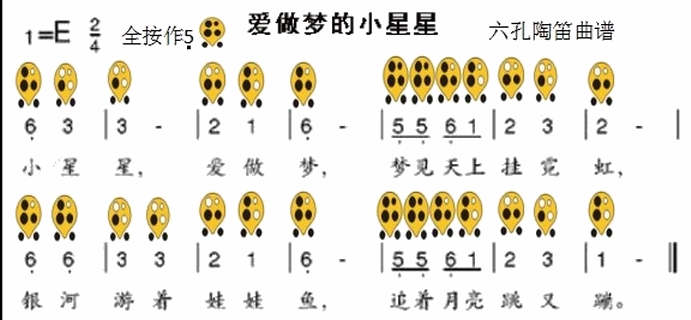 爱做梦的小星星
1=E 2/4 全按作5 六孔陶笛曲谱
6 3 | 3 - | 2 1 | 6 - | 5 5 6 1 | 2 3 | 2 - |
小 星 星, 爱 做 梦, 梦见天上 挂 霓 虹,
6 6 | 3 3 | 2 1 | 6 - | 5 5 6 1 | 2 3 | 1 - ‖
银 河 游 着 娃 娃 鱼, 追着月亮 跳 又 蹦。